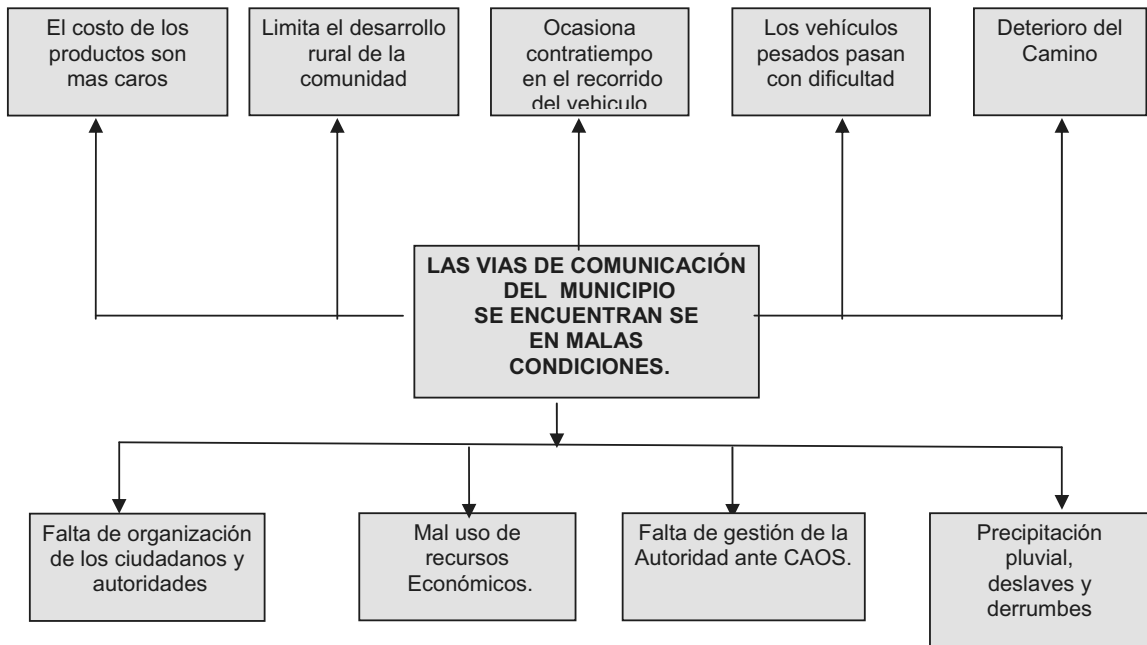 El costo de los
productos son
mas caros
Limita el desarrollo
rural de la
comunidad
Ocasiona
contratiempo
en el recorrido
del vehiculo
Los vehículos
pesados pasan
con dificultad
Deterioro del
Camino
LAS VIAS DE COMUNICACIÓN
DEL MUNICIPIO
SE ENCUENTRAN SE
EN MALAS
CONDICIONES.
Falta de organización
de los ciudadanos y
autoridades
Mal uso de
recursos
Económicos.
Falta de gestión de la
Autoridad ante CAOS.
Precipitación
pluvial,
deslaves y
derrumbes